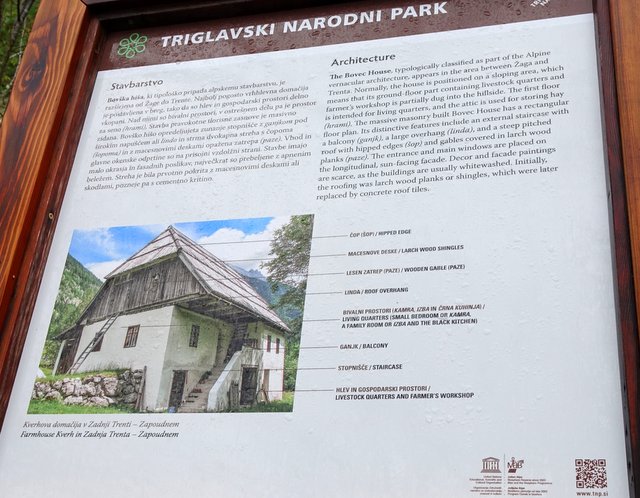 TRIGLAVSKI NARODNI PARK
Stavbarstvo
Bovška hiša, ki tipološko pripada alpskemu stavbarstvu, je
razširjena od Žage do Trente. Najbolj pogosto vrhhlevna domačija
je pridvinjena v breg, tako da so hlev in gospodarski prostori delno
vkopani. Nad njimi so bivalni prostori, v ostrešnem delu pa je prostor
za seno (hrami). Stavba pravokotne tlorisne zasnove je masivno
zidana. Bovško hišo opredeljujeta zunanje stopnišče z ganjkom pod
širokim napuščem ali linde in strma dvokapna streha s čopoma
(šopoma) in z macesnovimi deskami opažena zatrepa (paze). Vhod in
glavne okenske odprtine so na prisojni vzdolžni strani. Stavbe imajo
malo okrasja in fasadnih poslikav, največkrat so prebeljene z apnenim
beležem. Streha je bila prvotno pokrita z macesnovimi deskami ali
skodlami, pozneje pa s cementno kritino.
Architecture
The Bovec House, typologically classified as part of the Alpine
vernacular architecture, appears in the area between Žaga and
Trenta. Normally, the house is positioned on a sloping area, which
means that its ground-floor part containing livestock quarters and
farmer's workshop is partially dug into the hillside. The first floor
is intended for living quarters, and the attic is used for storing hay
(hrami). The massive masonry built Bovec House has a rectangular
floor plan. Its distinctive features include an external staircase with
a balcony (ganjk), a large overhang (linda), and a steep pitched
roof with hipped edges (šop) and gables covered in larch wood
planks (paze). The entrance and main windows are placed on
the longitudinal, sun-facing facade. Decor and facade paintings
are scarce, as the buildings are usually whitewashed. Initially,
the roofing was larch wood planks or shingles, which were later
replaced by concrete roof tiles.
ČOP (ŠOP) / HIPPED EDGE
MACESNOVE DESKE / LARCH WOOD SHINGLES
LESEN ZATREP (PAZE) / WOODEN GABLE (PAZE)
LINDA / ROOF OVERHANG
BIVALNI PROSTORI (KAMRA, IZBA IN ČRNA KUHINJA) /
LIVING QUARTERS (SMALL BEDROOM OR KAMRA,
A FAMILY ROOM OR IZBA AND THE BLACK KITCHEN)
GANJK / BALCONY
STOPNIŠČE / STAIRCASE
HLEV IN GOSPODARSKI PROSTORI /
LIVESTOCK QUARTERS AND FARMER'S WORKSHOP
Kverhova domačija v Zadnji Trenti – Zapoudnem
Farmhouse Kverh in Zadnja Trenta – Zapoudnem
www.tnp.si